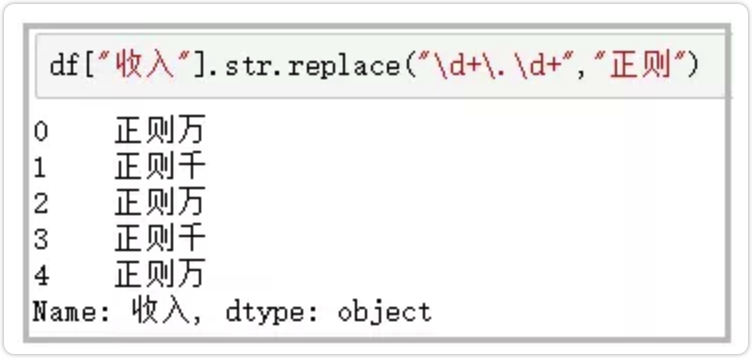 df["收入"].str.replace("\d+\.\d+","正则")
0 正则万
1 正则千
2 正则万
3 正则千
4 正则万
Name: 收入, dtype: object